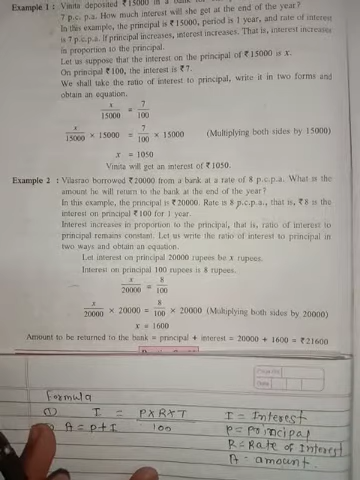 Example 1 : Vinita deposited ₹15000 in a bank for
7 p.c. p.a. How much interest will she get at the end of the year?
In this example, the principal is ₹15000, period is 1 year, and rate of interest
is 7 p.c.p.a. If principal increases, interest increases. That is, interest increases
in proportion to the principal.
Let us suppose that the interest on the principal of ₹15000 is x.
On principal ₹100, the interest is ₹7.
We shall take the ratio of interest to principal, write it in two forms and
obtain an equation.
x/15000 = 7/100
x/15000 × 15000 = 7/100 × 15000 (Multiplying both sides by 15000)
x = 1050
Vinita will get an interest of ₹1050.
Example 2 : Vilasrao borrowed ₹20000 from a bank at a rate of 8 p.c.p.a. What is the
amount he will return to the bank at the end of the year?
In this example, the principal is ₹20000. Rate is 8 p.c.p.a., that is, ₹8 is the
interest on principal ₹100 for 1 year.
Interest increases in proportion to the principal, that is, ratio of interest to
principal remains constant. Let us write the ratio of interest to principal in
two ways and obtain an equation.
Let interest on principal 20000 rupees be x rupees.
Interest on principal 100 rupees is 8 rupees.
x/20000 = 8/100
x/20000 × 20000 = 8/100 × 20000 (Multiplying both sides by 20000)
x = 1600
Amount to be returned to the bank = principal + interest = 20000 + 1600 = ₹21600
Page No.
Date
Formula
① I = P×R×T/100 I = Interest
A = P+I P = Principal
R = Rate of Interest
A = amount.